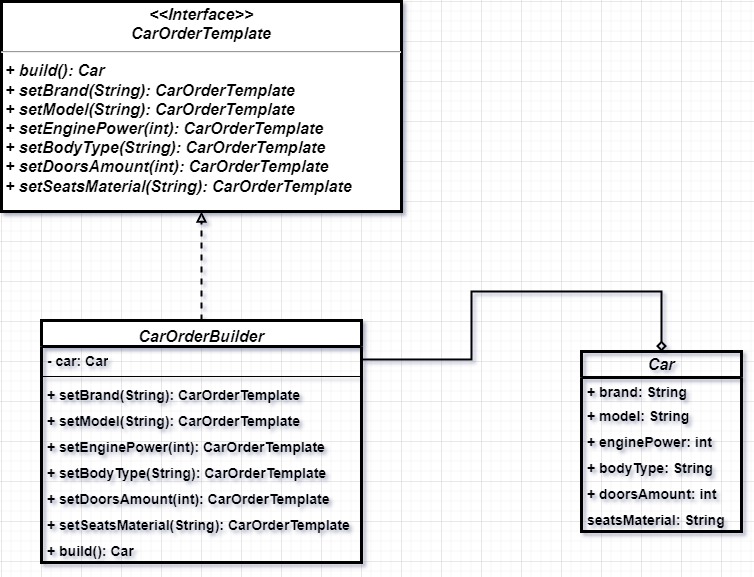 <<Interface>>
CarOrderTemplate
+ build(): Car
+ setBrand(String): CarOrderTemplate
+ setModel(String): CarOrderTemplate
+ setEnginePower(int): CarOrderTemplate
+ setBodyType(String): CarOrderTemplate
+ setDoorsAmount(int): CarOrderTemplate
+ setSeatsMaterial(String): CarOrderTemplate
CarOrderBuilder
- car: Car
+ setBrand(String): CarOrderTemplate
+ setModel(String): CarOrderTemplate
+ setEnginePower(int): CarOrderTemplate
+ setBodyType(String): CarOrderTemplate
+ setDoorsAmount(int): CarOrderTemplate
+ setSeatsMaterial(String): CarOrderTemplate
+ build(): Car
Car
+ brand: String
+ model: String
+ enginePower: int
+ bodyType: String
+ doorsAmount: int
seatsMaterial: String